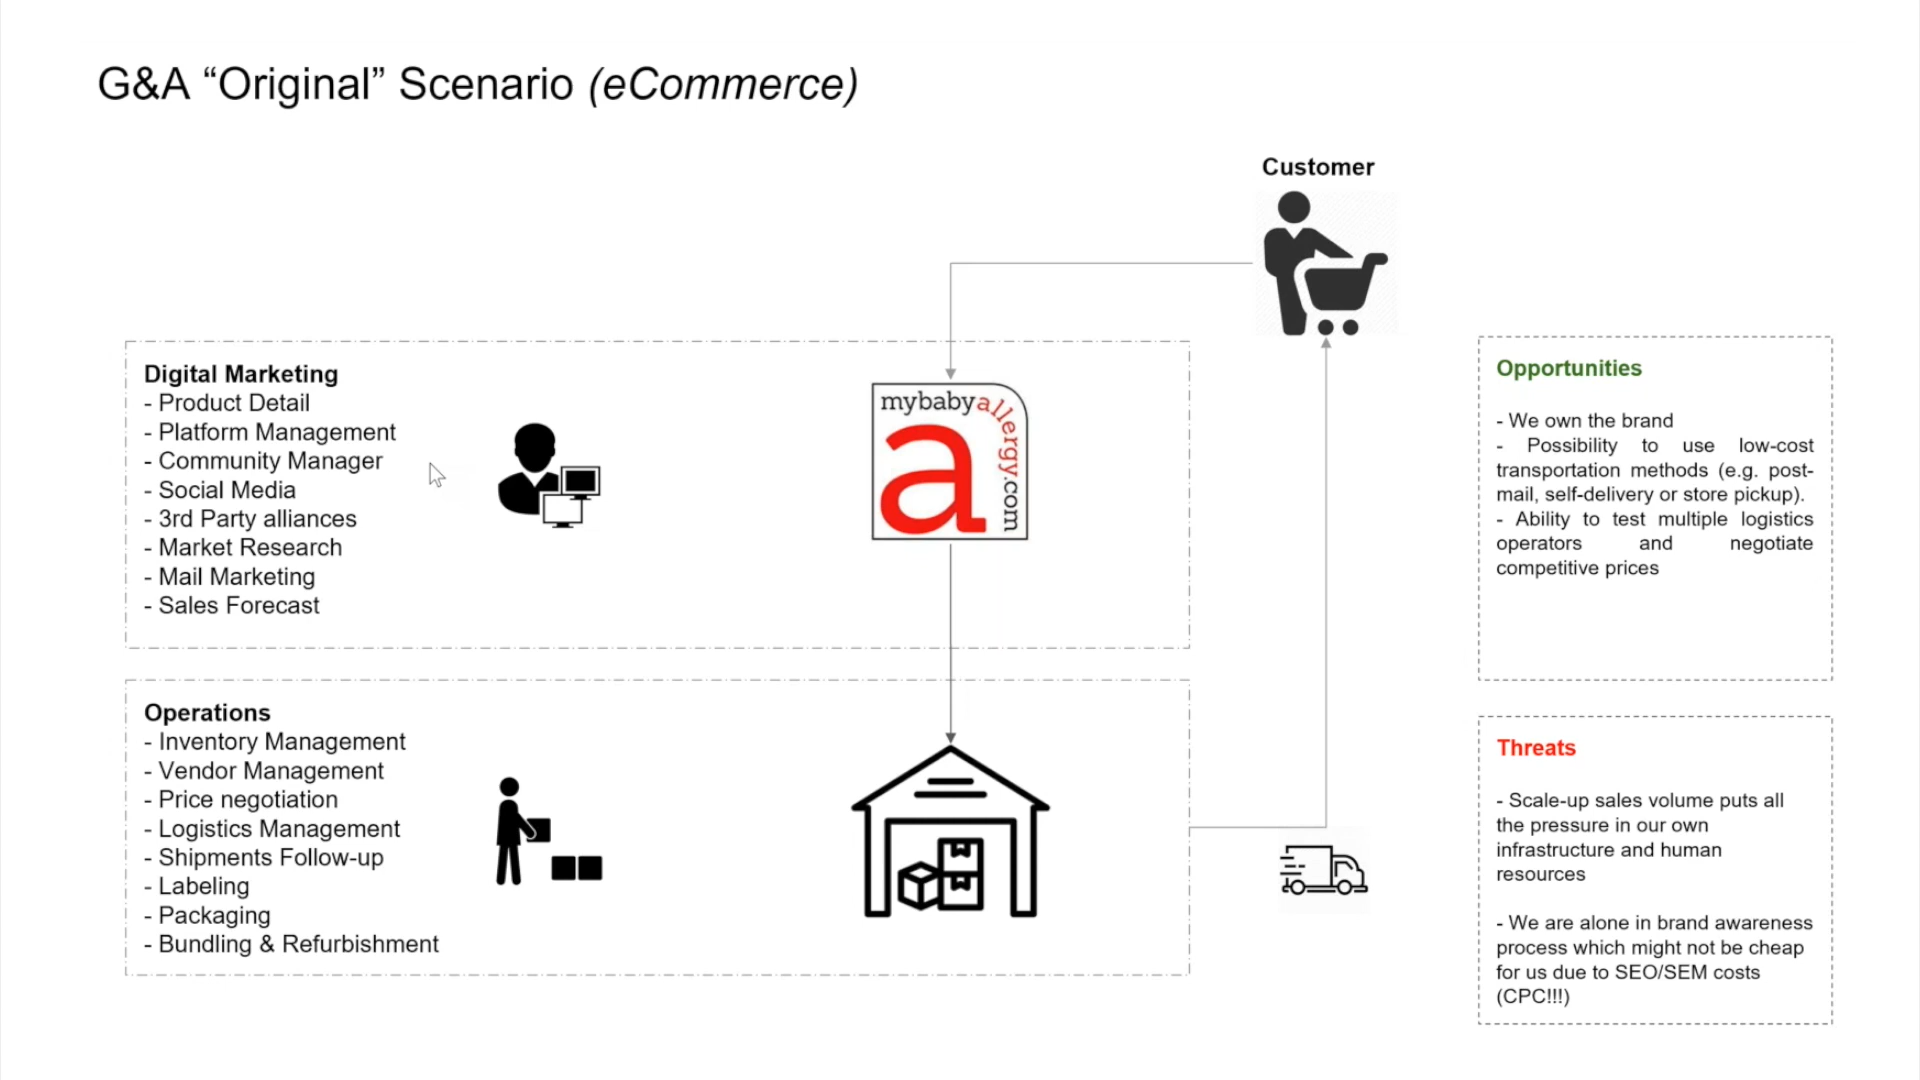 G&A “Original” Scenario (eCommerce)
Customer
Digital Marketing
- Product Detail
- Platform Management
- Community Manager
- Social Media
- 3rd Party alliances
- Market Research
- Mail Marketing
- Sales Forecast
mybabyallergy.com
a
Operations
- Inventory Management
- Vendor Management
- Price negotiation
- Logistics Management
- Shipments Follow-up
- Labeling
- Packaging
- Bundling & Refurbishment
Opportunities
- We own the brand
- Possibility to use low-cost
transportation methods (e.g. post-
mail, self-delivery or store pickup).
- Ability to test multiple logistics
operators and negotiate
competitive prices
Threats
- Scale-up sales volume puts all
the pressure in our own
infrastructure and human
resources
- We are alone in brand awareness
process which might not be cheap
for us due to SEO/SEM costs
(CPC!!!)